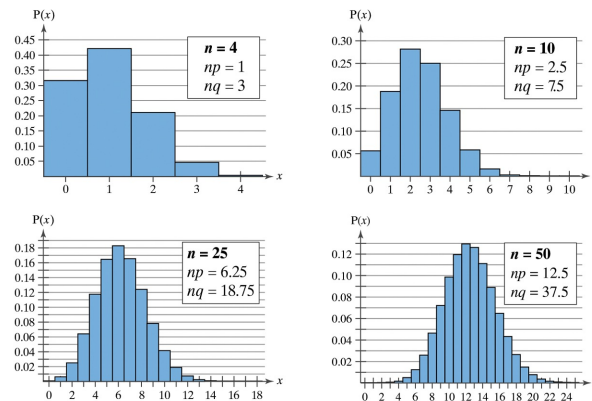 P(x)
0.45
0.40
0.35
0.30
0.25
0.20
0.15
0.10
0.05
n = 4
np = 1
nq = 3
0 1 2 3 4 x
P(x)
0.30
0.20
0.15
0.10
0.05
n = 10
np = 2.5
nq = 7.5
0 1 2 3 4 5 6 7 8 9 10
P(x)
0.18
0.16
0.14
0.12
0.10
0.08
0.06
0.04
0.02
n = 25
np = 6.25
nq = 18.75
0 2 4 6 8 10 12 14 16 18 x
P(x)
0.12
0.10
0.08
0.06
0.04
0.02
n = 50
np = 12.5
nq = 37.5
0 2 4 6 8 10 12 14 16 18 20 22 24